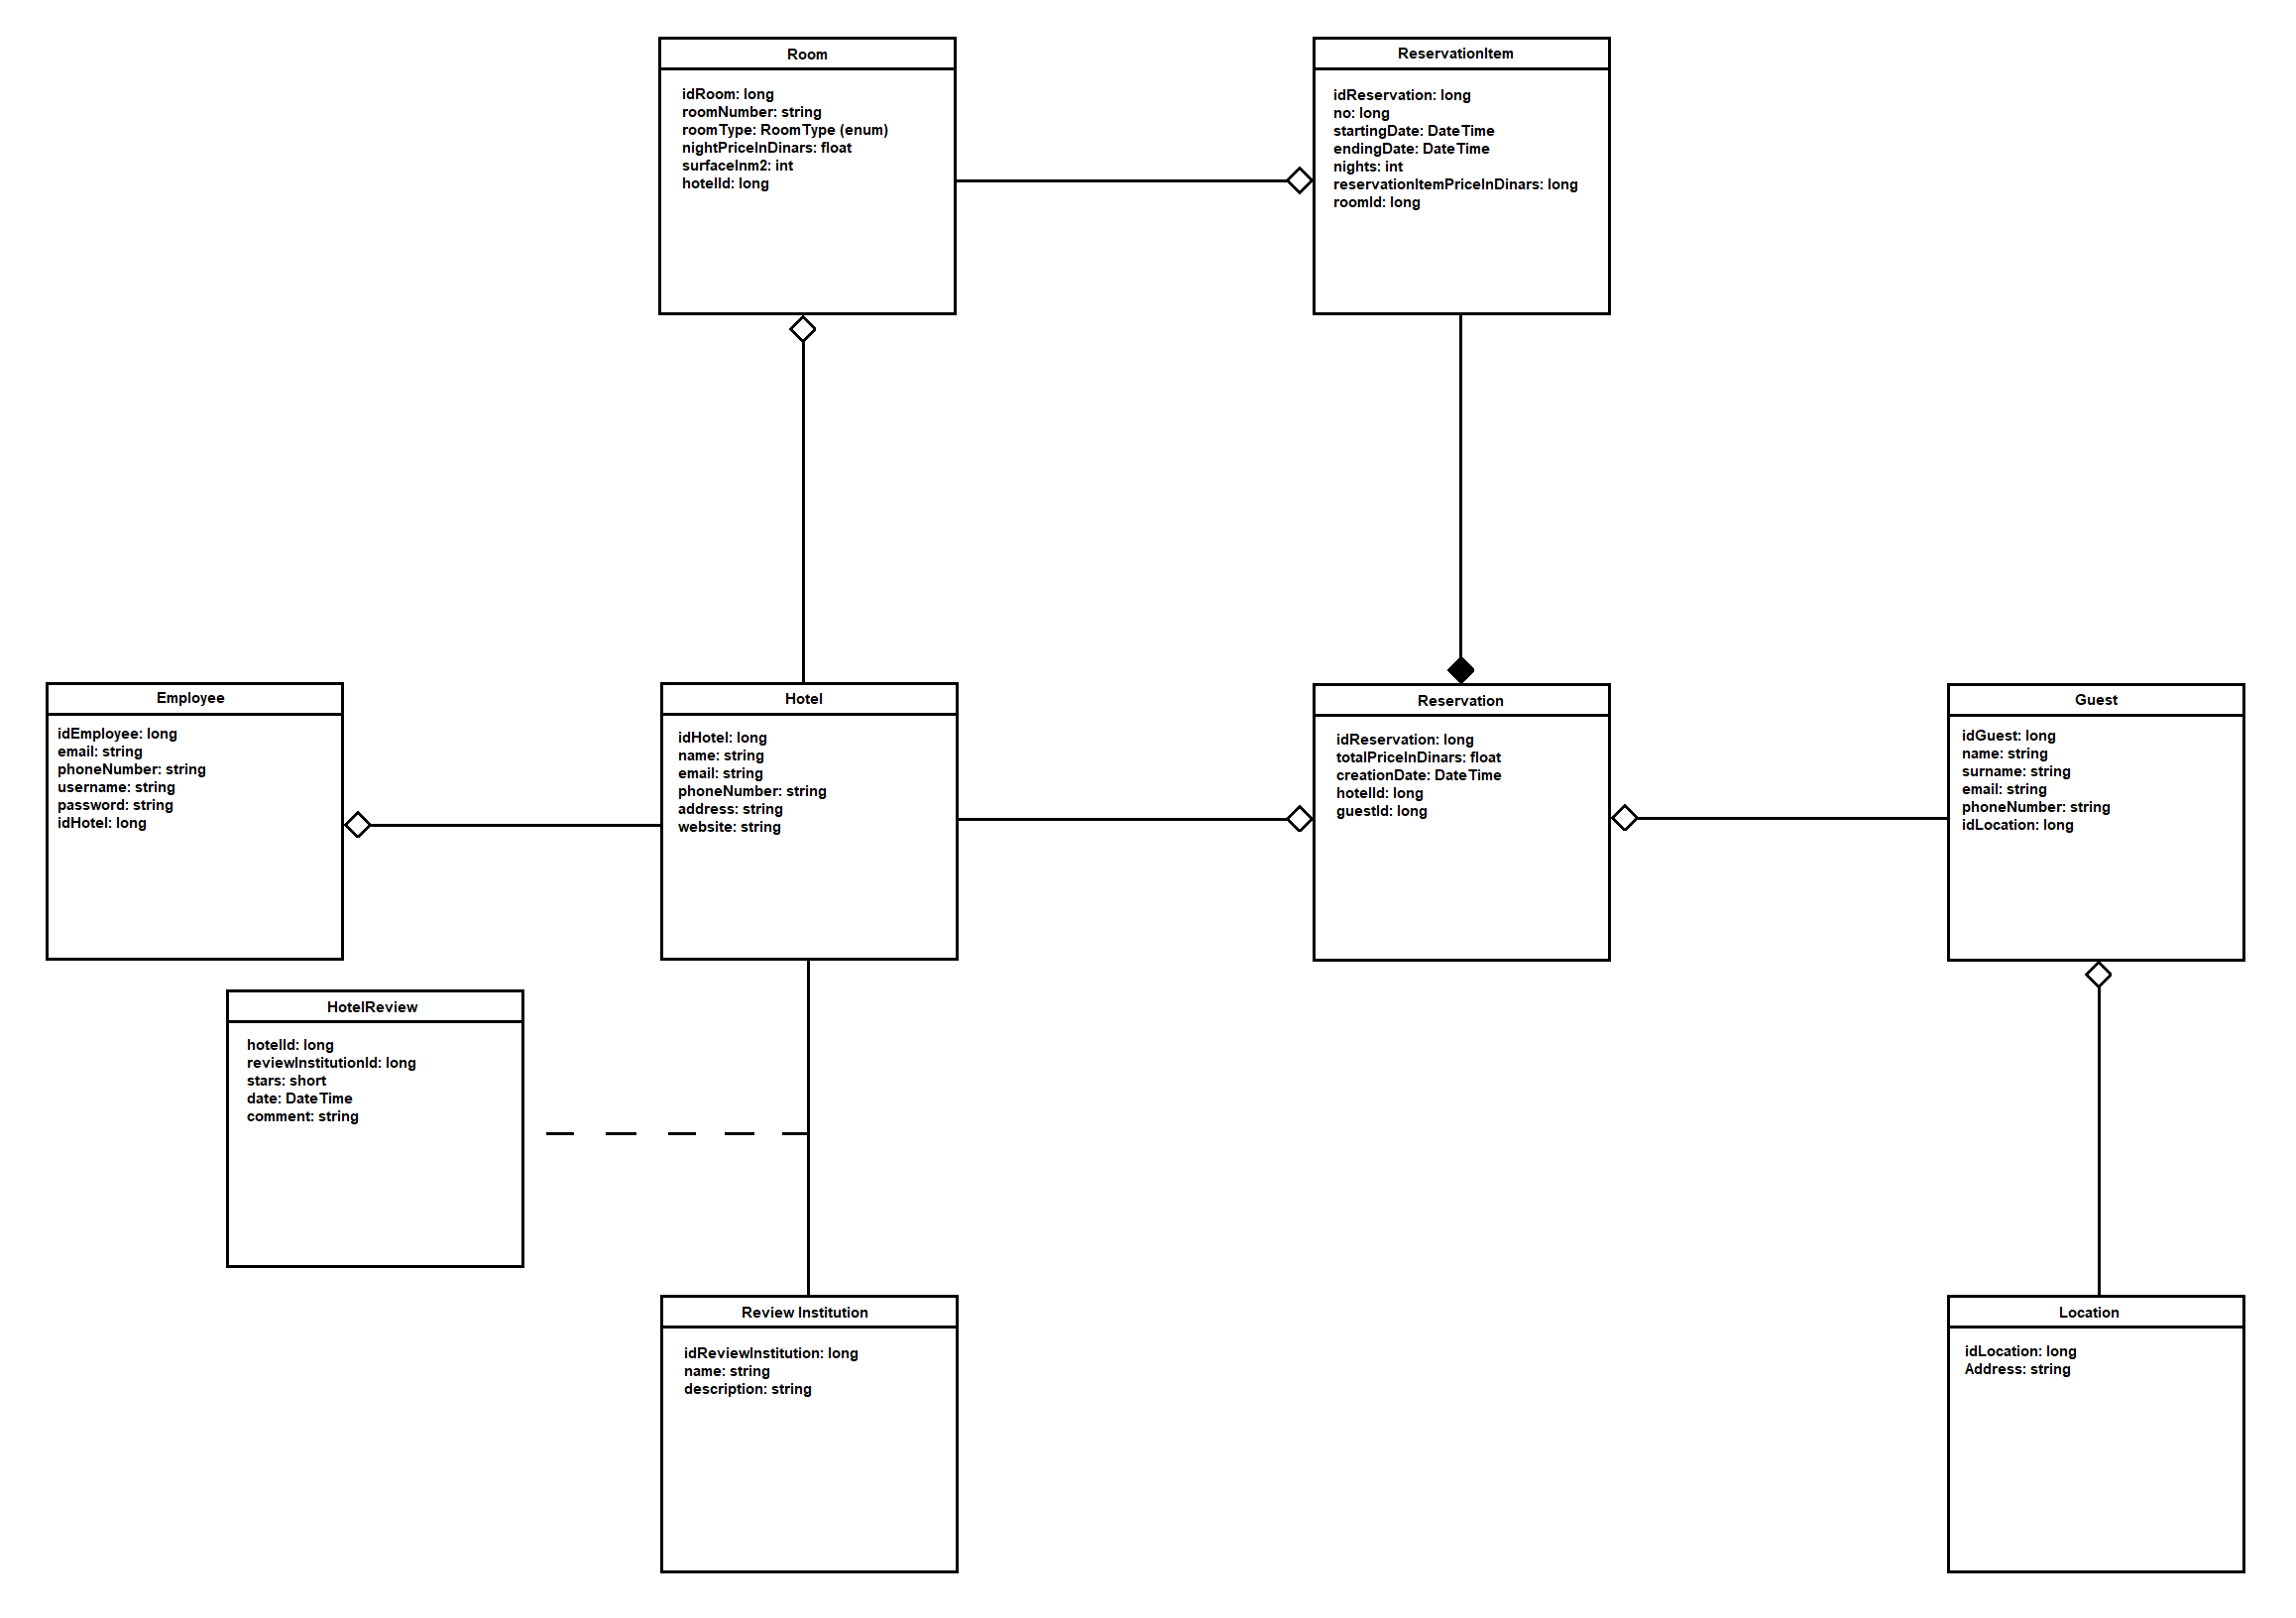 Room
idRoom: long
roomNumber: string
roomType: RoomType (enum)
nightPriceInDinars: float
surfaceInm2: int
hotelId: long
ReservationItem
idReservation: long
no: long
startingDate: DateTime
endingDate: DateTime
nights: int
reservationItemPriceInDinars: long
roomId: long
Employee
idEmployee: long
email: string
phoneNumber: string
username: string
password: string
idHotel: long
Hotel
idHotel: long
name: string
email: string
phoneNumber: string
address: string
website: string
Reservation
idReservation: long
totalPriceInDinars: float
creationDate: DateTime
hotelId: long
guestId: long
Guest
idGuest: long
name: string
surname: string
email: string
phoneNumber: string
idLocation: long
HotelReview
hotelId: long
reviewInstitutionId: long
stars: short
date: DateTime
comment: string
Review Institution
idReviewInstitution: long
name: string
description: string
Location
idLocation: long
Address: string